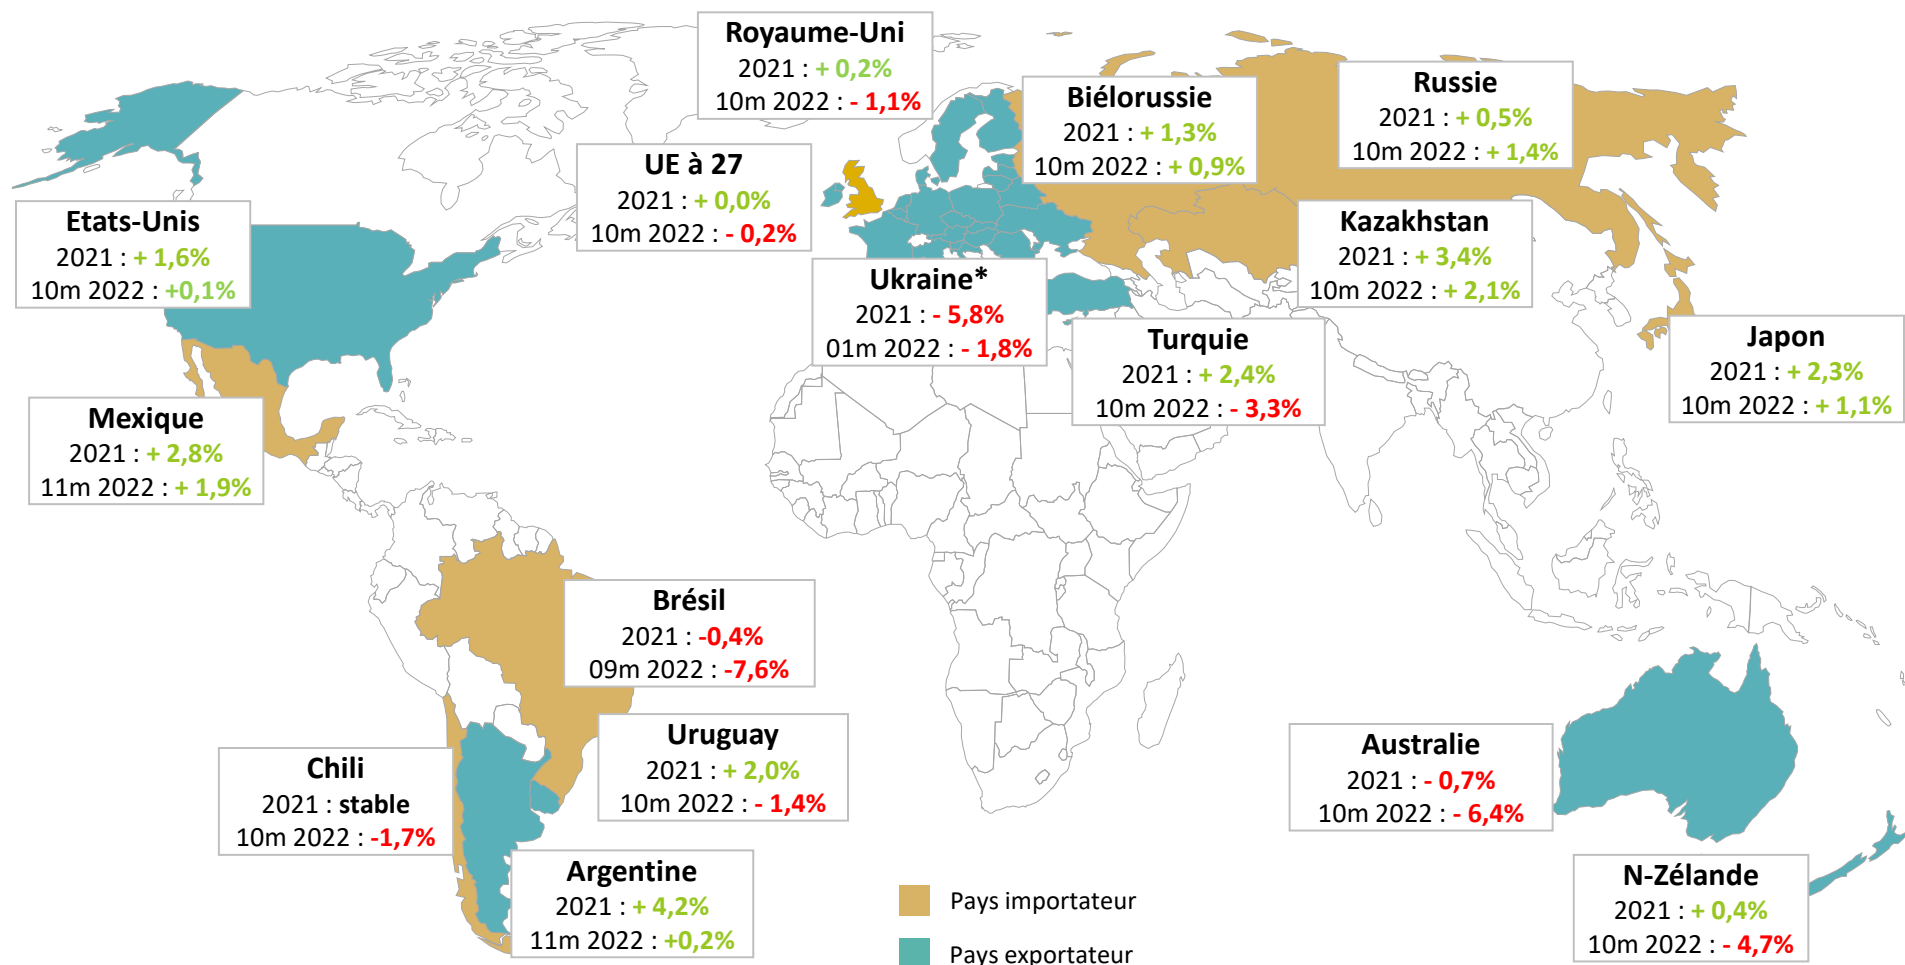 Royaume-Uni
2021 : + 0,2%
10m 2022 : - 1,1%
Biélorussie
2021 : + 1,3%
10m 2022 : + 0,9%
Russie
2021 : + 0,5%
10m 2022 : + 1,4%
UE à 27
2021 : + 0,0%
10m 2022 : - 0,2%
Etats-Unis
2021 : + 1,6%
10m 2022 : +0,1%
Kazakhstan
2021 : + 3,4%
10m 2022 : + 2,1%
Ukraine*
2021 : - 5,8%
01m 2022 : - 1,8%
Turquie
2021 : + 2,4%
10m 2022 : - 3,3%
Japon
2021 : + 2,3%
10m 2022 : + 1,1%
Mexique
2021 : + 2,8%
11m 2022 : + 1,9%
Brésil
2021 : -0,4%
09m 2022 : -7,6%
Uruguay
2021 : + 2,0%
10m 2022 : - 1,4%
Chili
2021 : stable
10m 2022 : -1,7%
Australie
2021 : - 0,7%
10m 2022 : - 6,4%
Argentine
2021 : + 4,2%
11m 2022 : +0,2%
N-Zélande
2021 : + 0,4%
10m 2022 : - 4,7%
Pays importateur
Pays exportateur